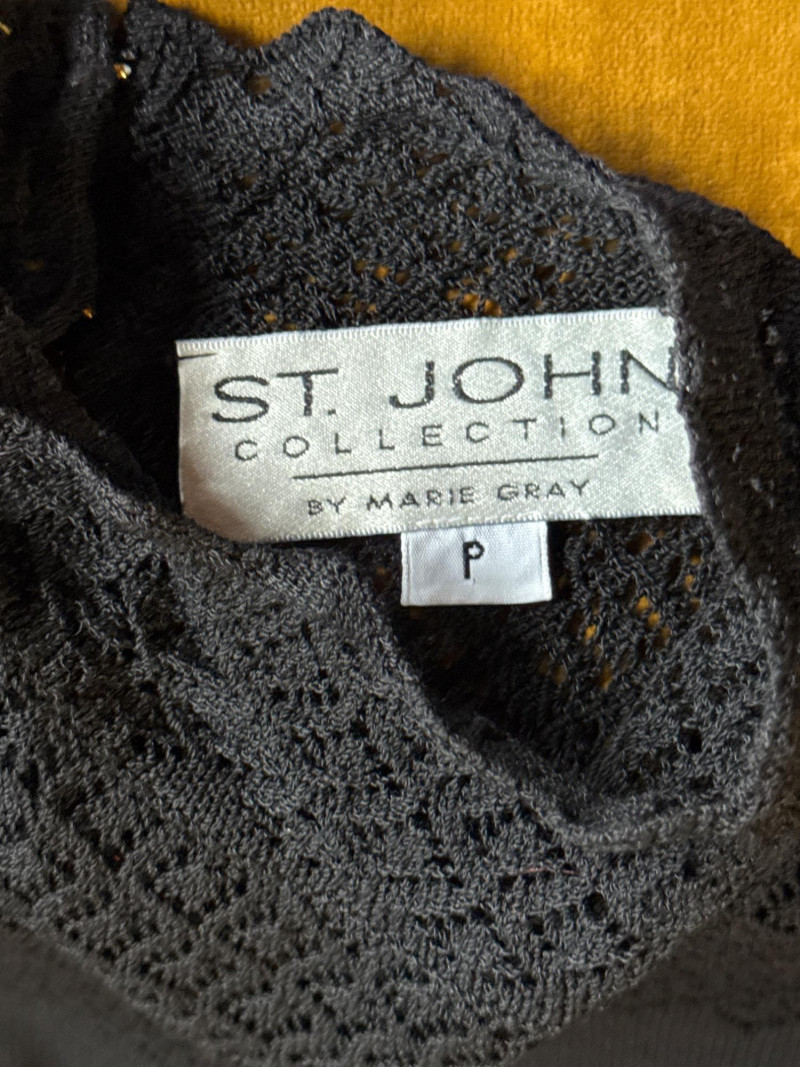 ST. JOHN
COLLECTION
BY MARIE GRAY
P